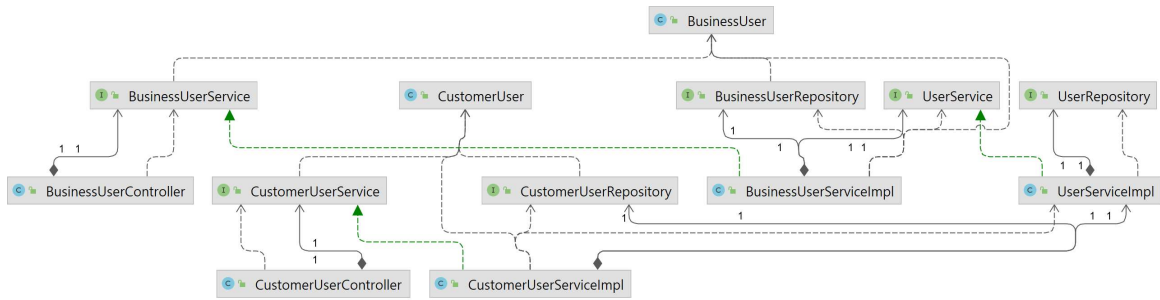 C BusinessUser
I BusinessUserService
C CustomerUser
I BusinessUserRepository
I UserService
I UserRepository
1 1
1
1
1 1
1
1
C BusinessUserController
I CustomerUserService
I CustomerUserRepository
C BusinessUserServiceImpl
C UserServiceImpl
1
1
1
1
1 1
C CustomerUserController
C CustomerUserServiceImpl